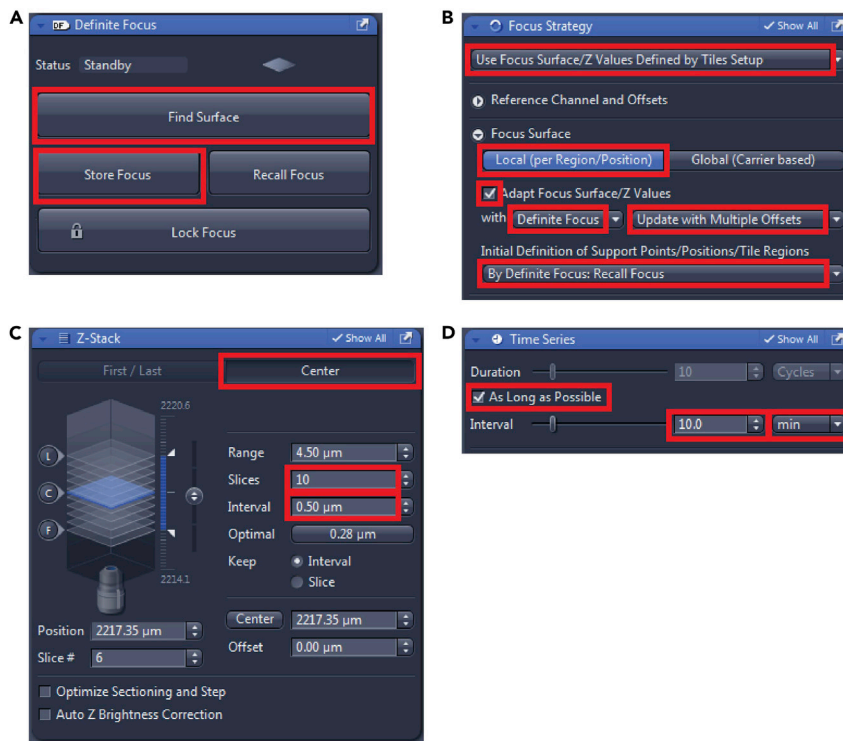 A
DF Definite Focus
Status Standby
Find Surface
Store Focus Recall Focus
Lock Focus
B
Focus Strategy Show All
Use Focus Surface/Z Values Defined by Tiles Setup
Reference Channel and Offsets
Focus Surface
Local (per Region/Position) Global (Carrier based)
Adapt Focus Surface/Z Values
with Definite Focus Update with Multiple Offsets
Initial Definition of Support Points/Positions/Tile Regions
By Definite Focus: Recall Focus
C
Z-Stack Show All
First / Last Center
2220.6
L
C
F
2214.1
Range 4.50 µm
Slices 10
Interval 0.50 µm
Optimal 0.28 µm
Keep Interval
Slice
Position 2217.35 µm
Slice # 6
Center 2217.35 µm
Offset 0.00 µm
Optimize Sectioning and Step
Auto Z Brightness Correction
D
Time Series Show All
Duration 10 Cycles
As Long as Possible
Interval 10.0 min